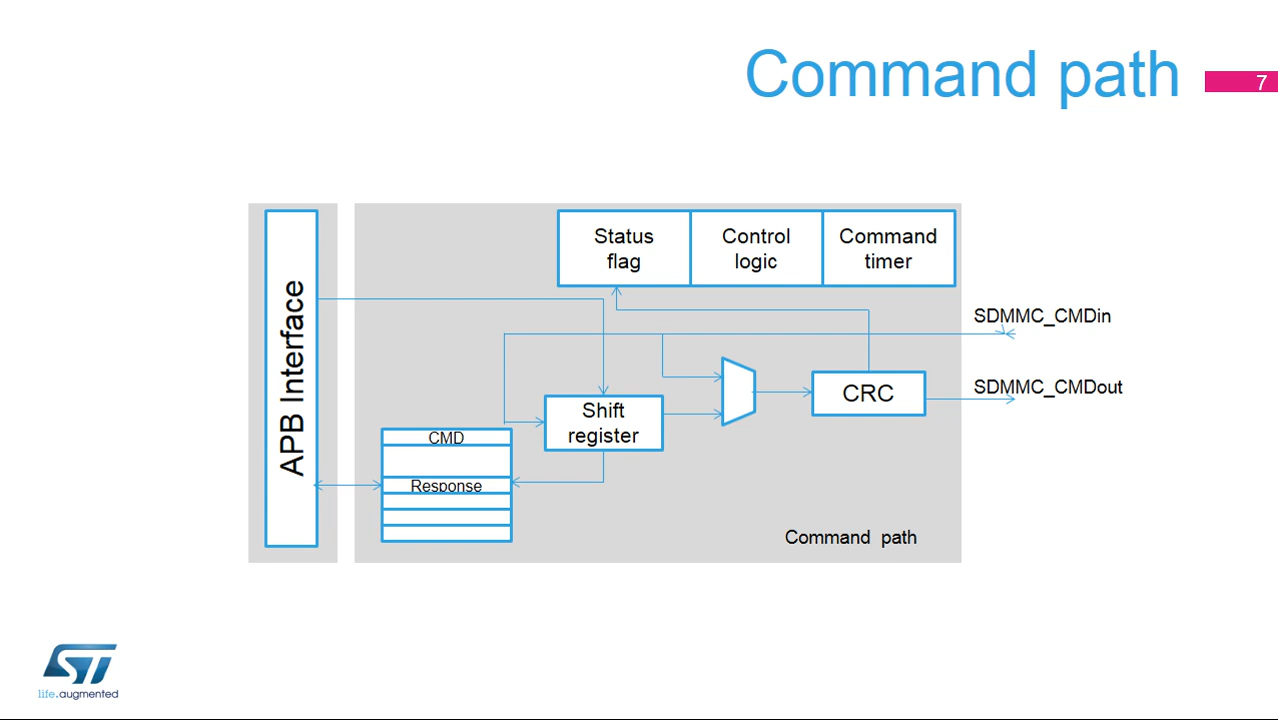 Command path
7
APB Interface
Status
flag
Control
logic
Command
timer
SDMMC_CMDin
SDMMC_CMDout
CRC
Shift
register
CMD
Response
Command path
ST
life.augmented